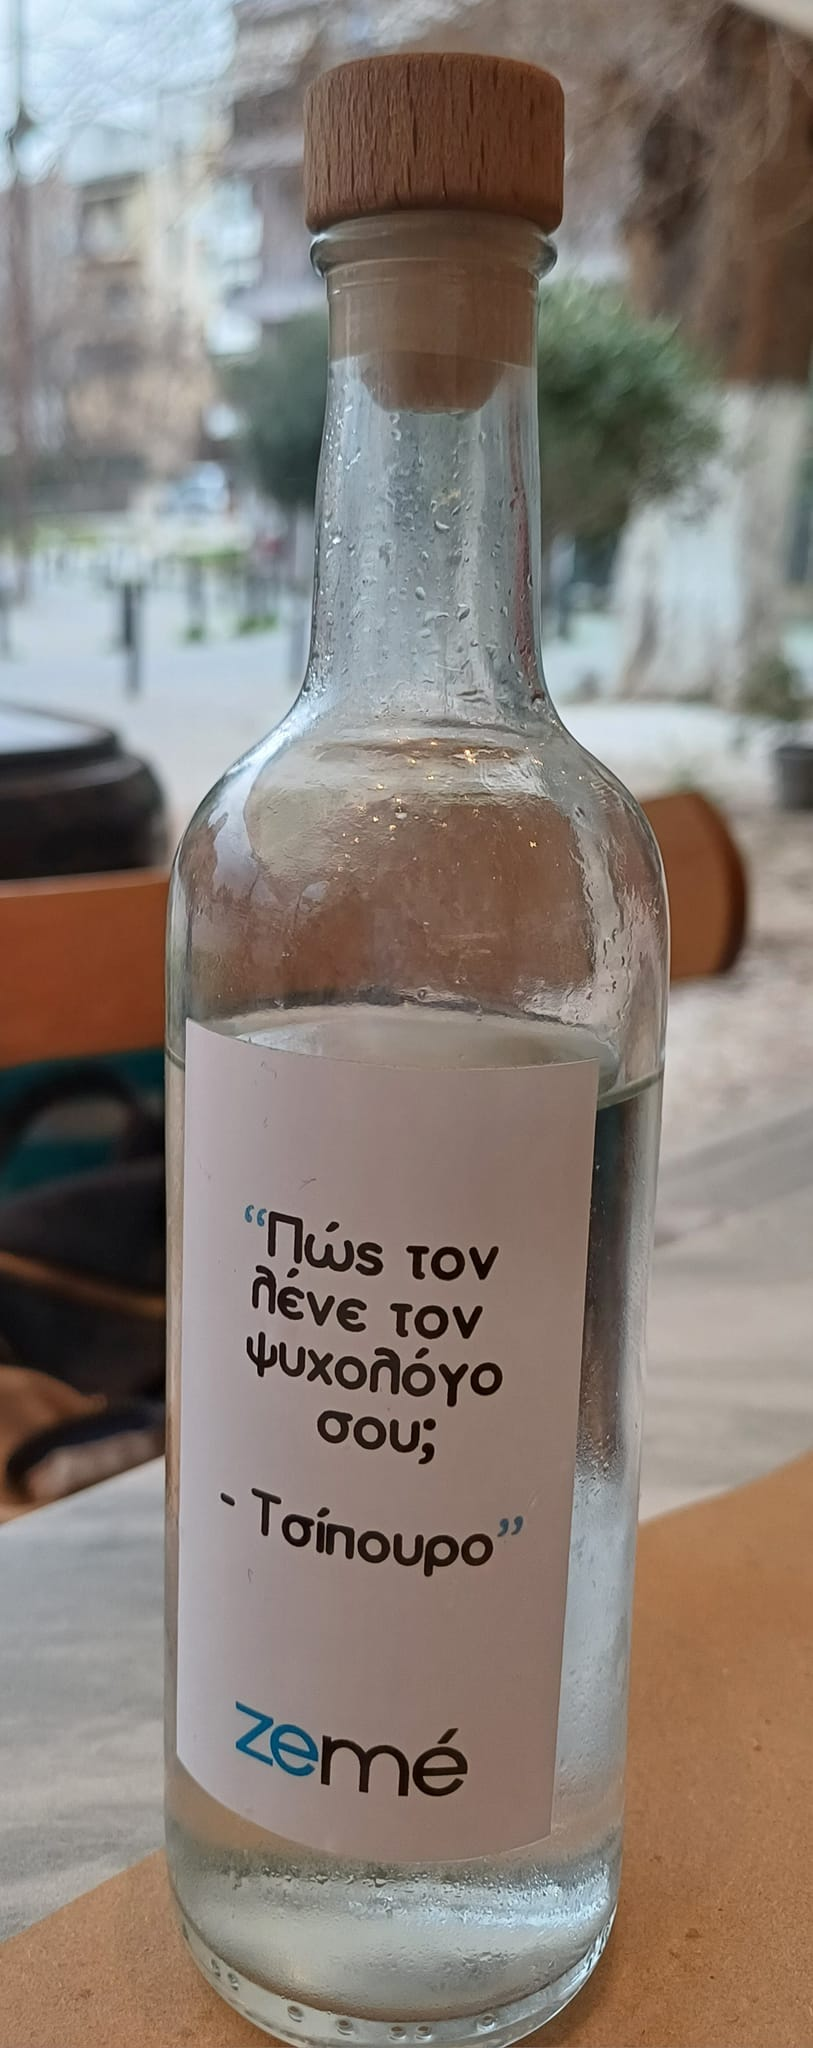 “Πώς τον
λένε τον
ψυχολόγο
σου;
- Τσίπουρο”
zemé